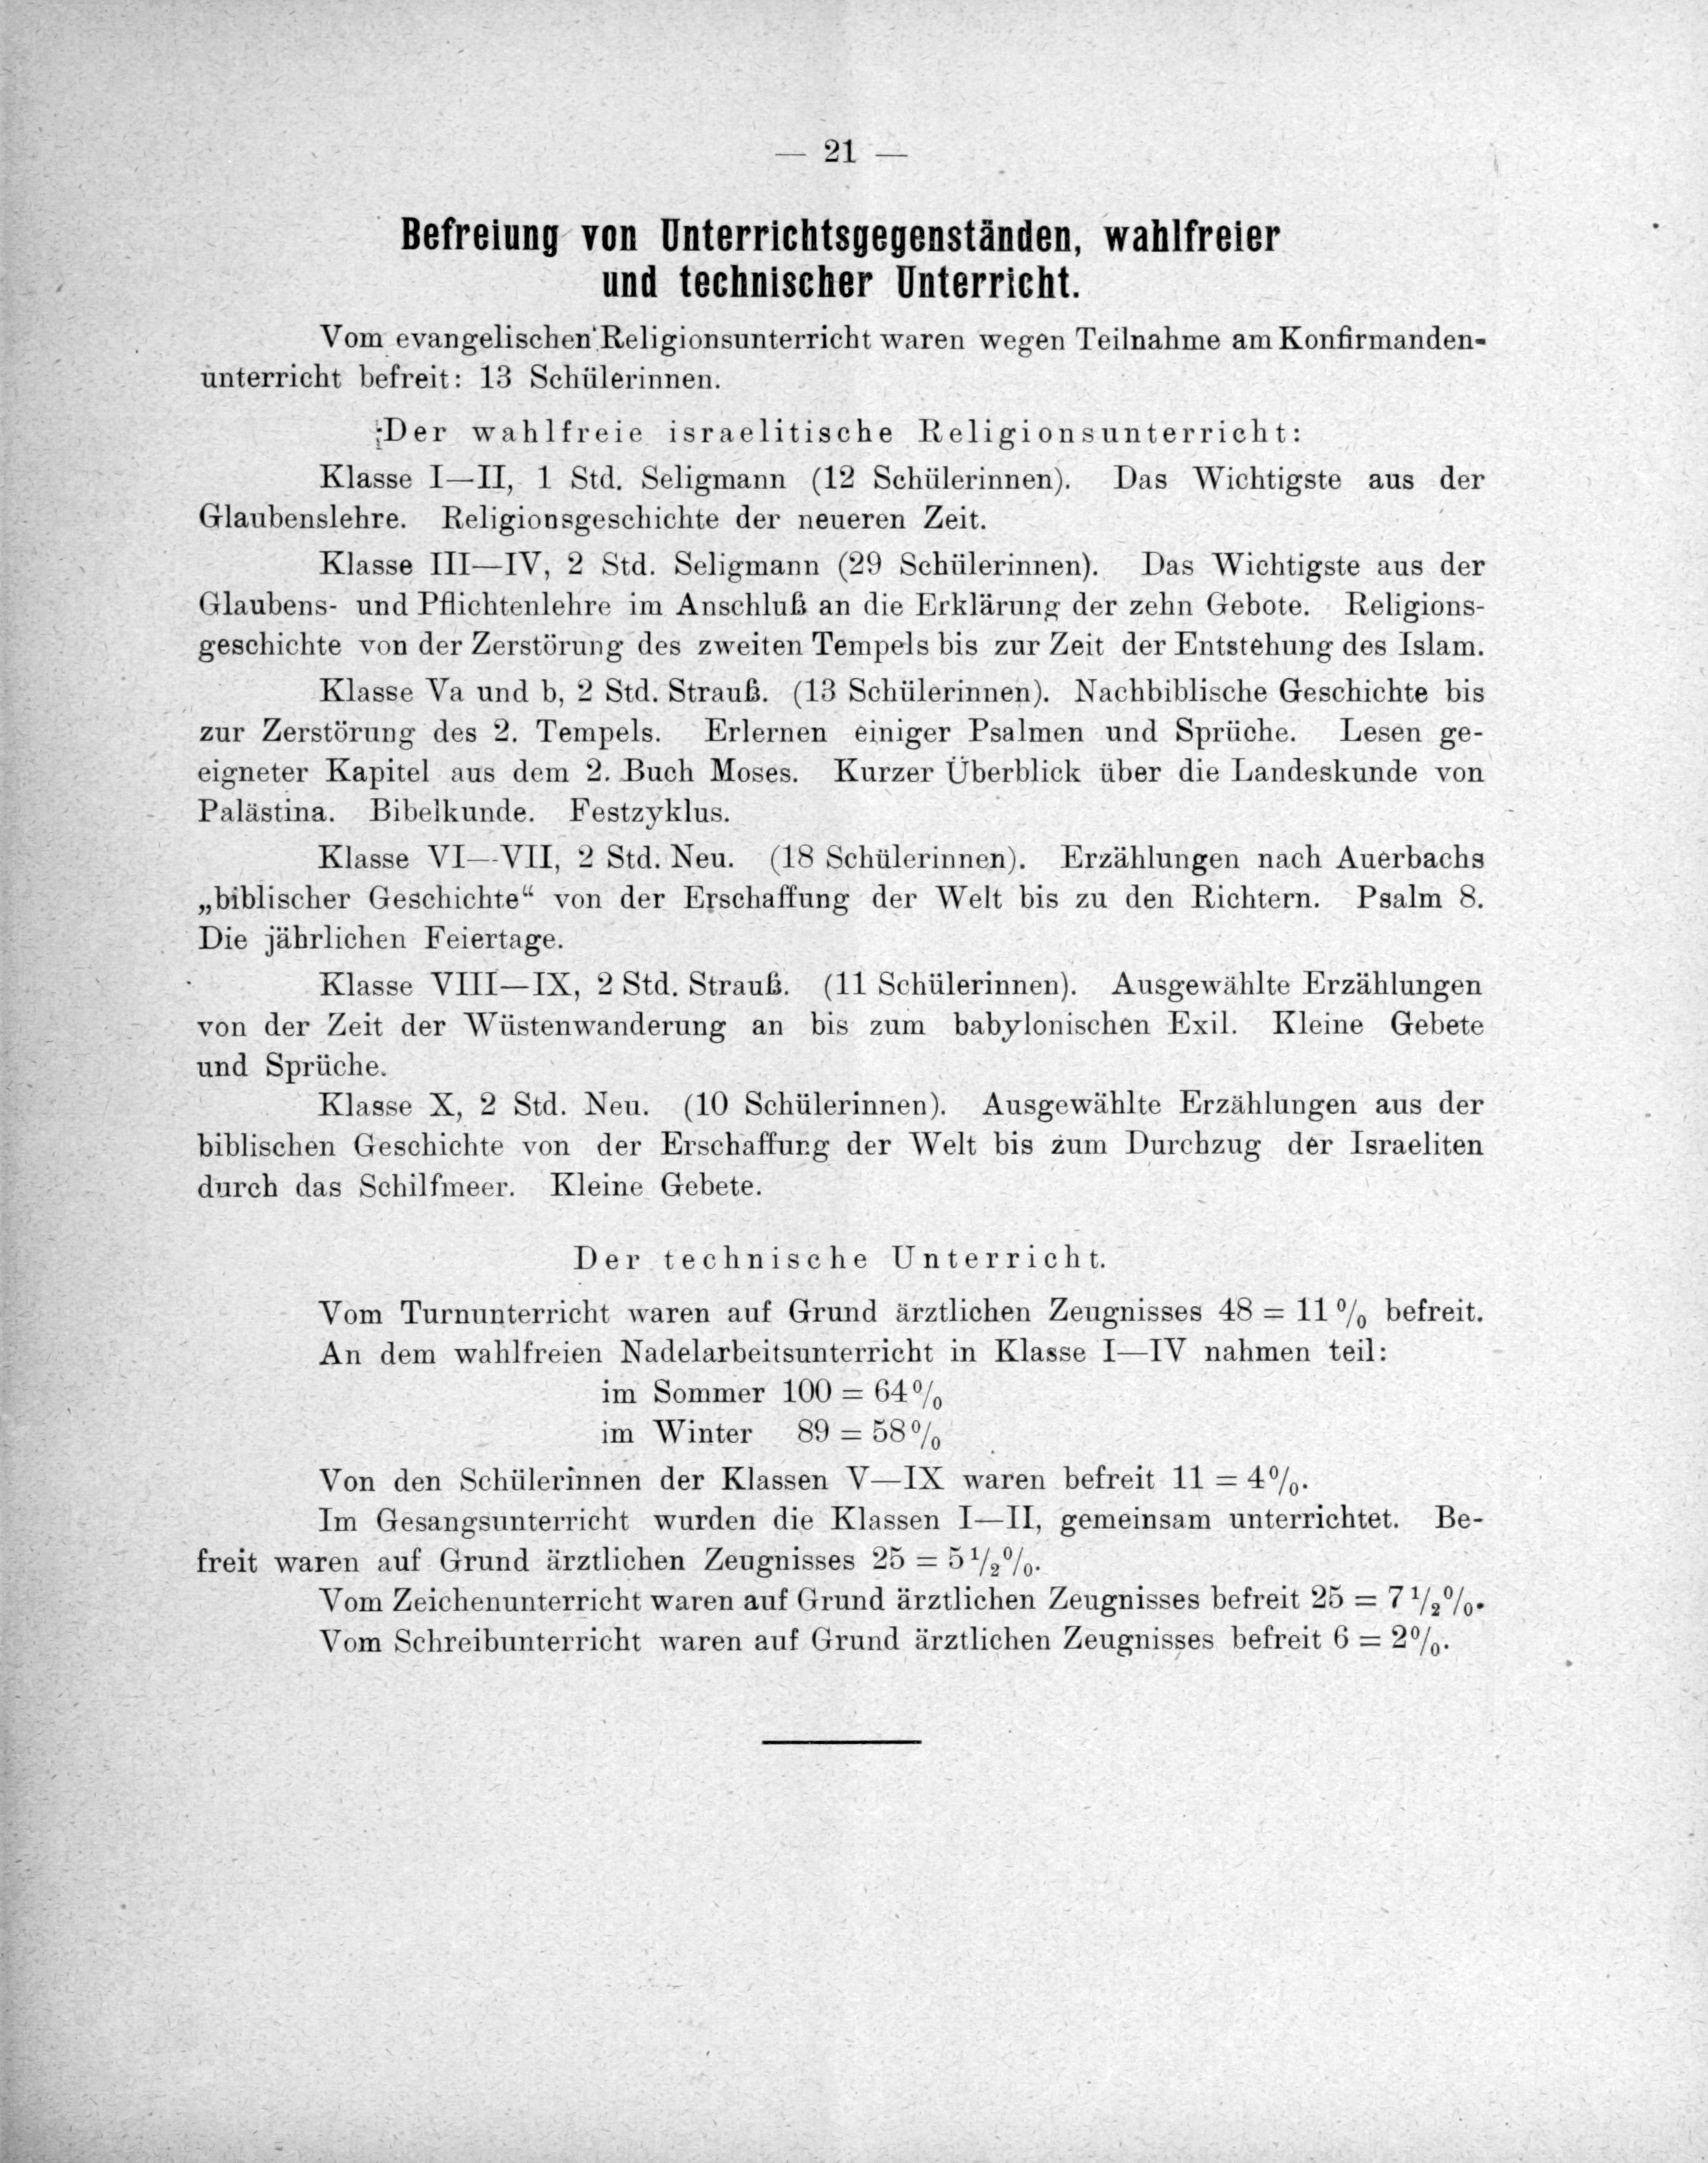 — 21 —
Befreiung von Unterrichtsgegenständen, wahlfreier
und technischer Unterricht.
Vom evangelischen Religionsunterricht waren wegen Teilnahme am Konfirmanden-
unterricht befreit: 13 Schülerinnen.
Der wahlfreie israelitische Religionsunterricht:
Klasse I—II, 1 Std. Seligmann (12 Schülerinnen). Das Wichtigste aus der
Glaubenslehre. Religionsgeschichte der neueren Zeit.
Klasse III—IV, 2 Std. Seligmann (29 Schülerinnen). Das Wichtigste aus der
Glaubens- und Pflichtenlehre im Anschluß an die Erklärung der zehn Gebote. Religions-
geschichte von der Zerstörung des zweiten Tempels bis zur Zeit der Entstehung des Islam.
Klasse Va und b, 2 Std. Strauß. (13 Schülerinnen). Nachbiblische Geschichte bis
zur Zerstörung des 2. Tempels. Erlernen einiger Psalmen und Sprüche. Lesen ge-
eigneter Kapitel aus dem 2. Buch Moses. Kurzer Überblick über die Landeskunde von
Palästina. Bibelkunde. Festzyklus.
Klasse VI—VII, 2 Std. Neu. (18 Schülerinnen). Erzählungen nach Auerbachs
„biblischer Geschichte“ von der Erschaffung der Welt bis zu den Richtern. Psalm 8.
Die jährlichen Feiertage.
Klasse VIII—IX, 2 Std. Strauß. (11 Schülerinnen). Ausgewählte Erzählungen
von der Zeit der Wüstenwanderung an bis zum babylonischen Exil. Kleine Gebete
und Sprüche.
Klasse X, 2 Std. Neu. (10 Schülerinnen). Ausgewählte Erzählungen aus der
biblischen Geschichte von der Erschaffung der Welt bis zum Durchzug der Israeliten
durch das Schilfmeer. Kleine Gebete.
Der technische Unterricht.
Vom Turnunterricht waren auf Grund ärztlichen Zeugnisses 48 = 11 % befreit.
An dem wahlfreien Nadelarbeitsunterricht in Klasse I—IV nahmen teil:
im Sommer 100 = 64 %
im Winter 89 = 58 %
Von den Schülerinnen der Klassen V—IX waren befreit 11 = 4 %.
Im Gesangsunterricht wurden die Klassen I—II, gemeinsam unterrichtet. Be-
freit waren auf Grund ärztlichen Zeugnisses 25 = 5 1/2 %.
Vom Zeichenunterricht waren auf Grund ärztlichen Zeugnisses befreit 25 = 7 1/2 %.
Vom Schreibunterricht waren auf Grund ärztlichen Zeugnisses befreit 6 = 2 %.